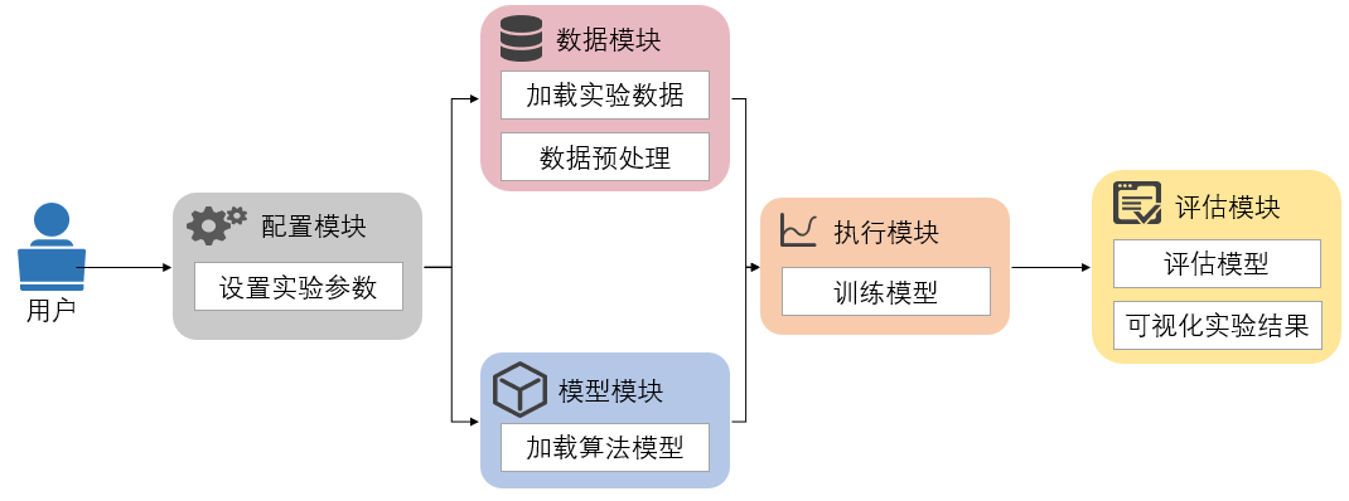 用户
配置模块
设置实验参数
数据模块
加载实验数据
数据预处理
模型模块
加载算法模型
执行模块
训练模型
评估模块
评估模型
可视化实验结果